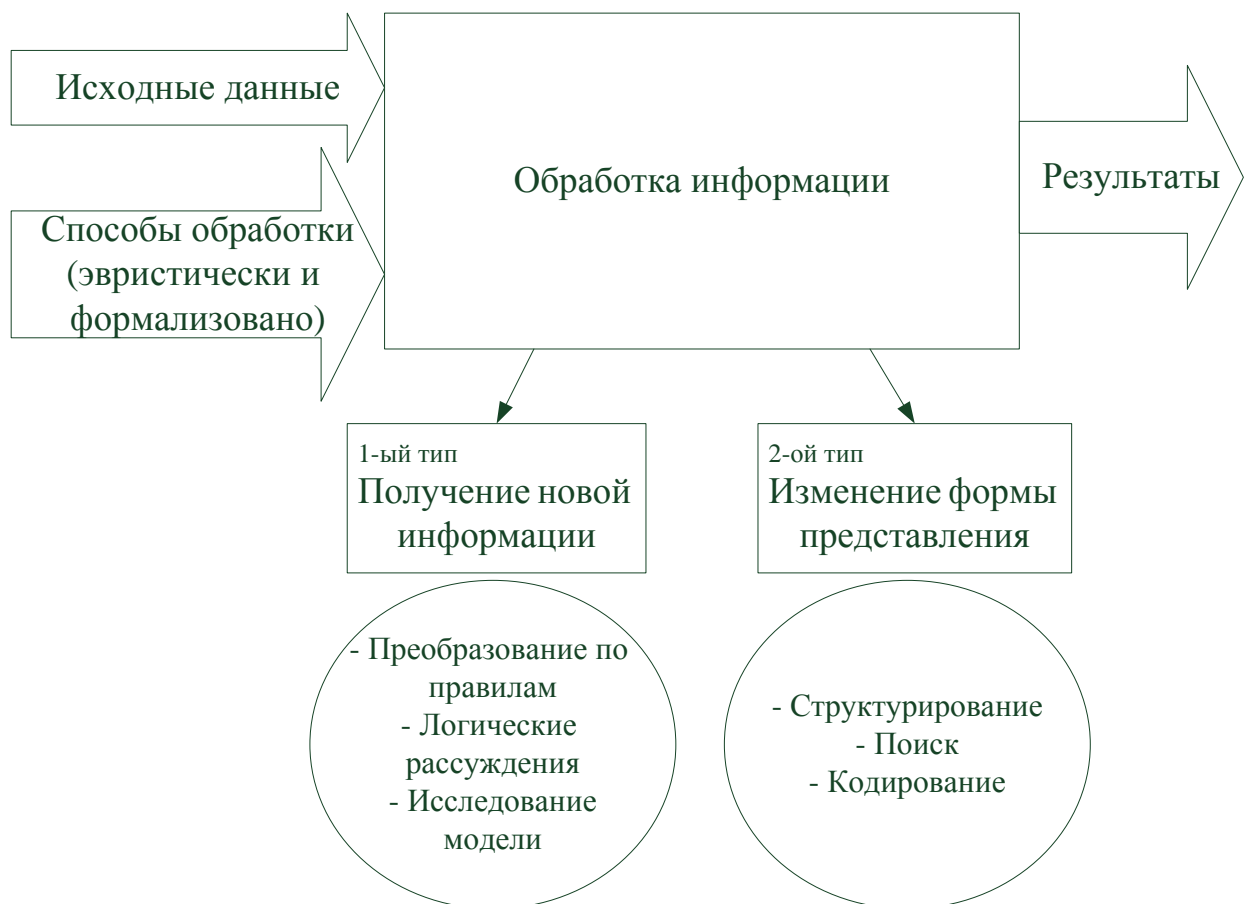 Исходные данные
Обработка информации
Результаты
Способы обработки
(эвристически и
формализовано)
1-ый тип
Получение новой
информации
2-ой тип
Изменение формы
представления
- Преобразование по
правилам
- Логические
рассуждения
- Исследование
модели
- Структурирование
- Поиск
- Кодирование